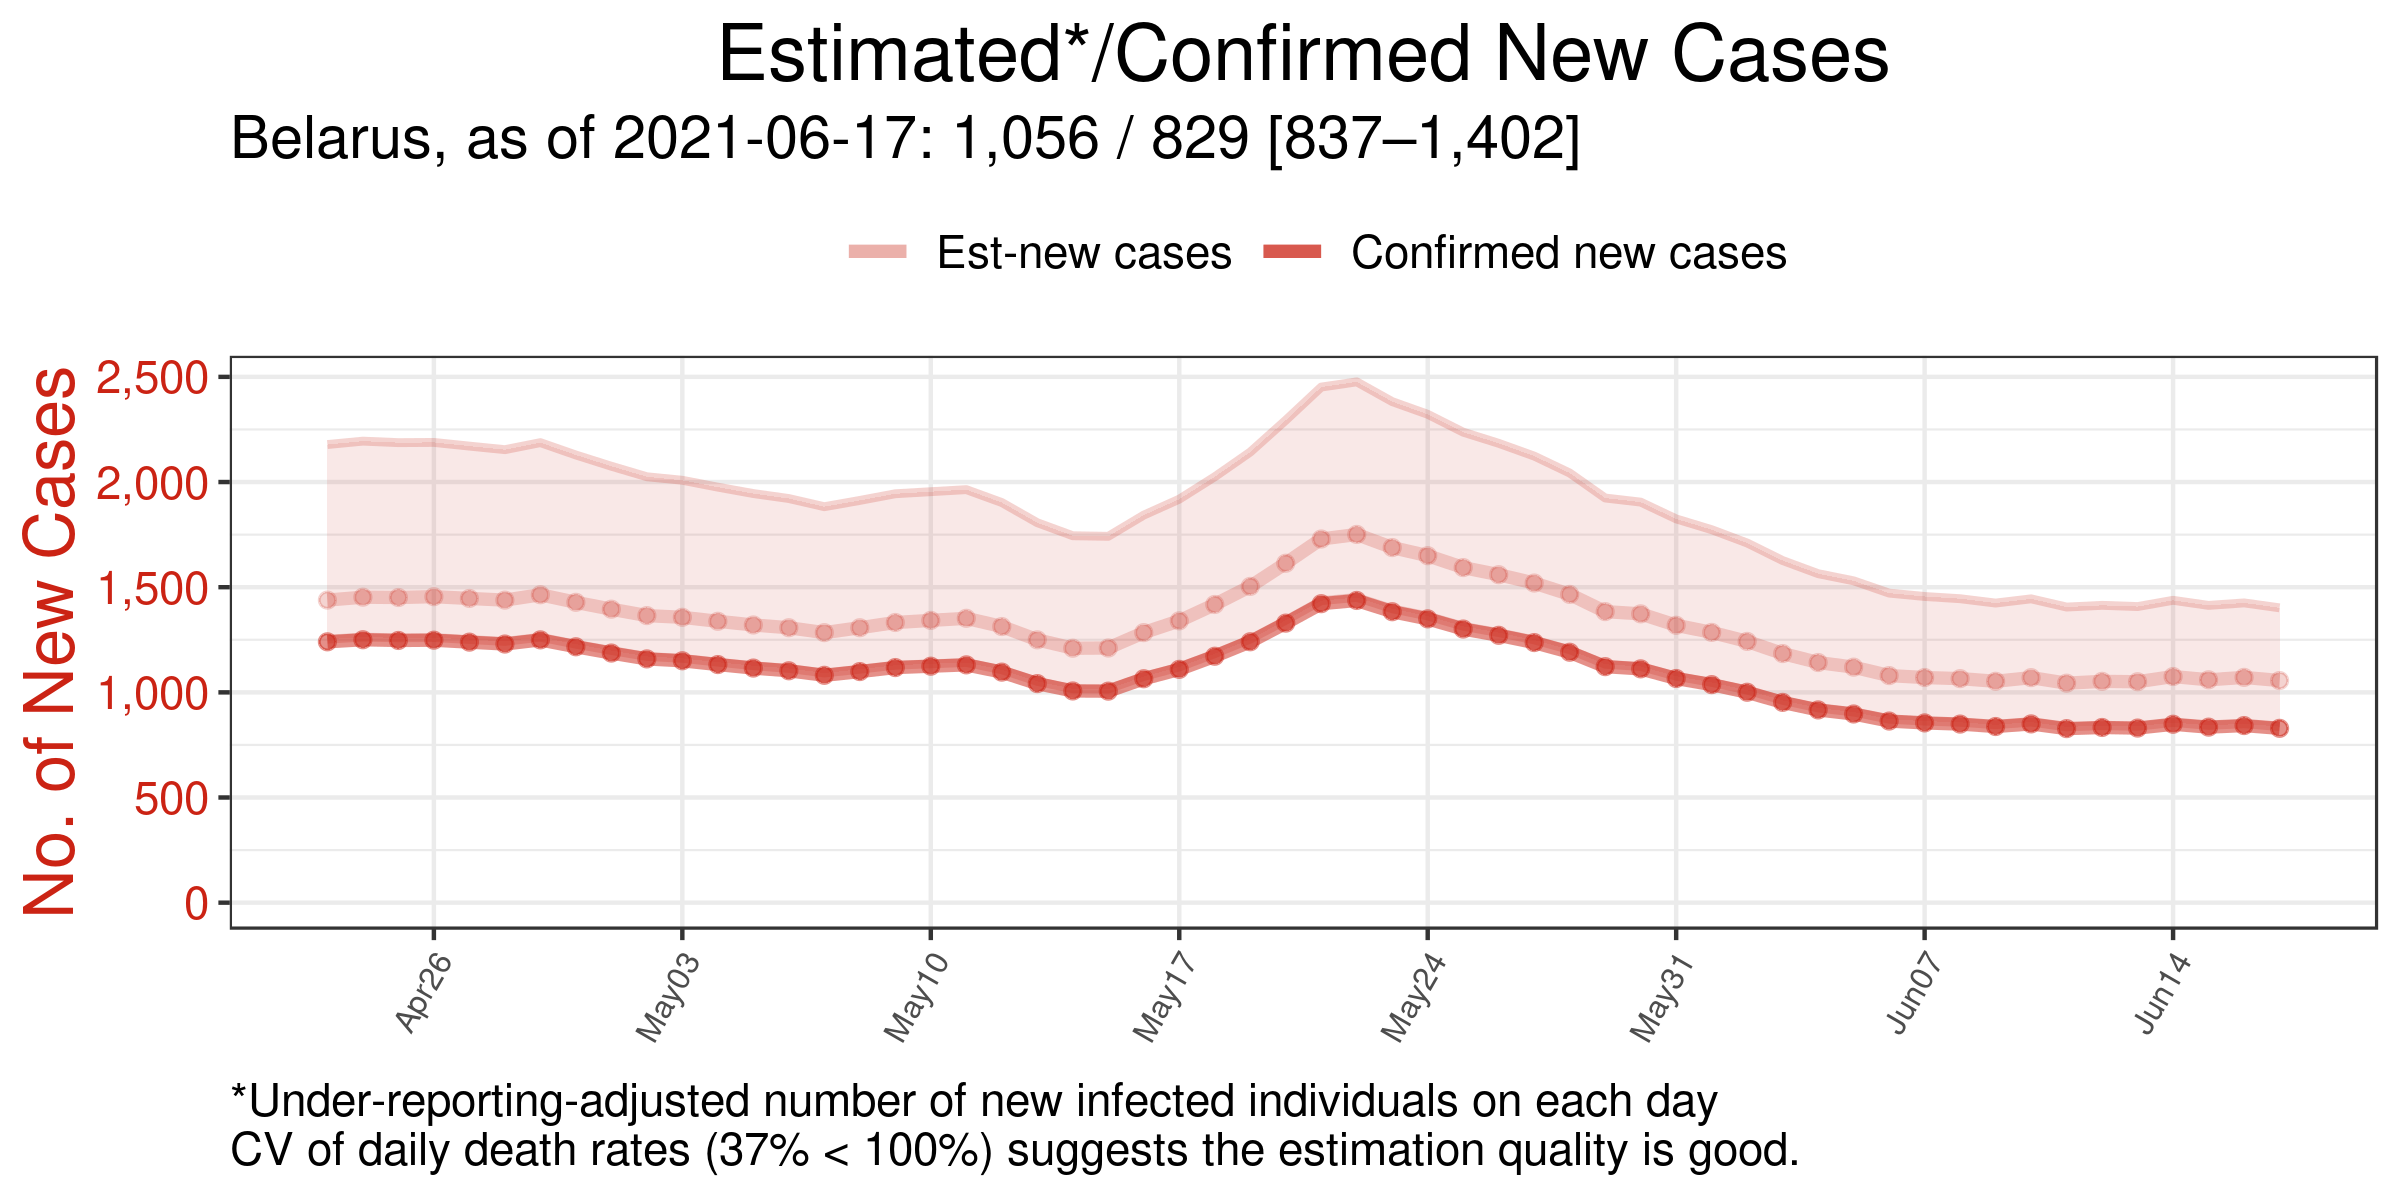 Estimated*/Confirmed New Cases
Belarus, as of 2021-06-17: 1,056 / 829 [837–1,402]
Est-new cases
Confirmed new cases
No. of New Cases
2,500
2,000
1,500
1,000
500
0
Apr26
May03
May10
May17
May24
May31
Jun07
Jun14
*Under-reporting-adjusted number of new infected individuals on each day
CV of daily death rates (37% < 100%) suggests the estimation quality is good.